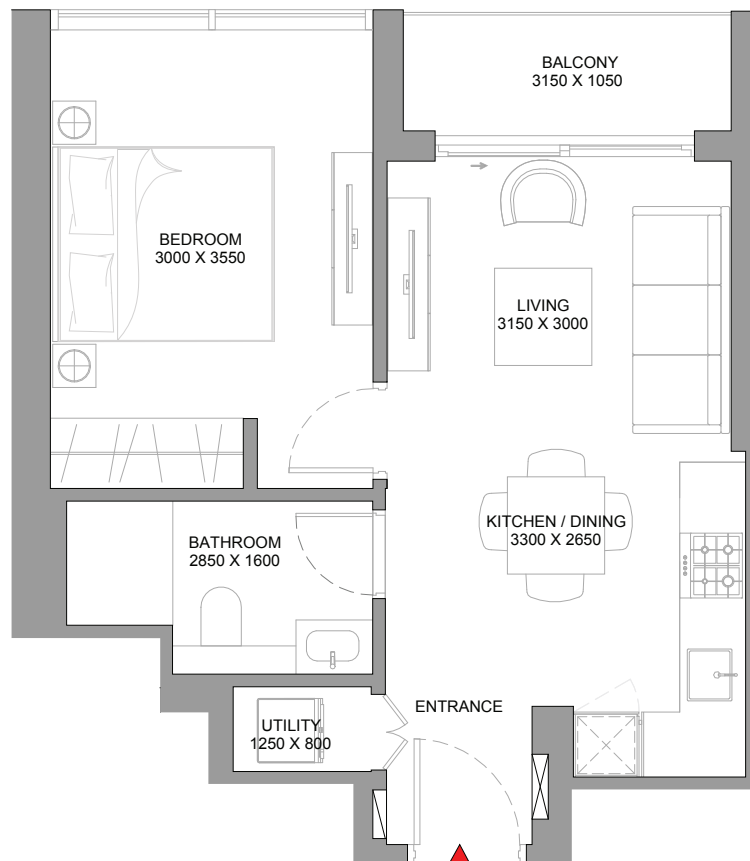 BALCONY
3150 X 1050
BEDROOM
3000 X 3550
LIVING
3150 X 3000
KITCHEN / DINING
3300 X 2650
BATHROOM
2850 X 1600
ENTRANCE
UTILITY
1250 X 800